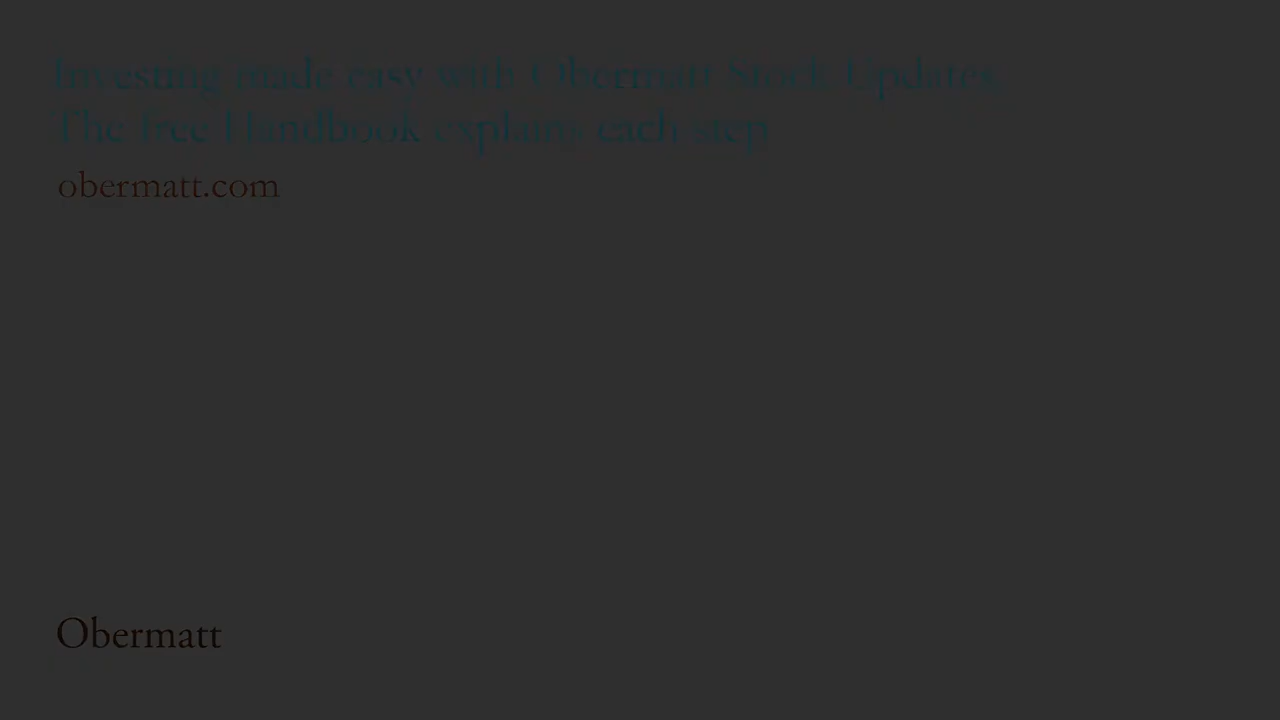 Investing made easy with Obermatt Stock Updates
The free Handbook explains each step
obermatt.com
Obermatt